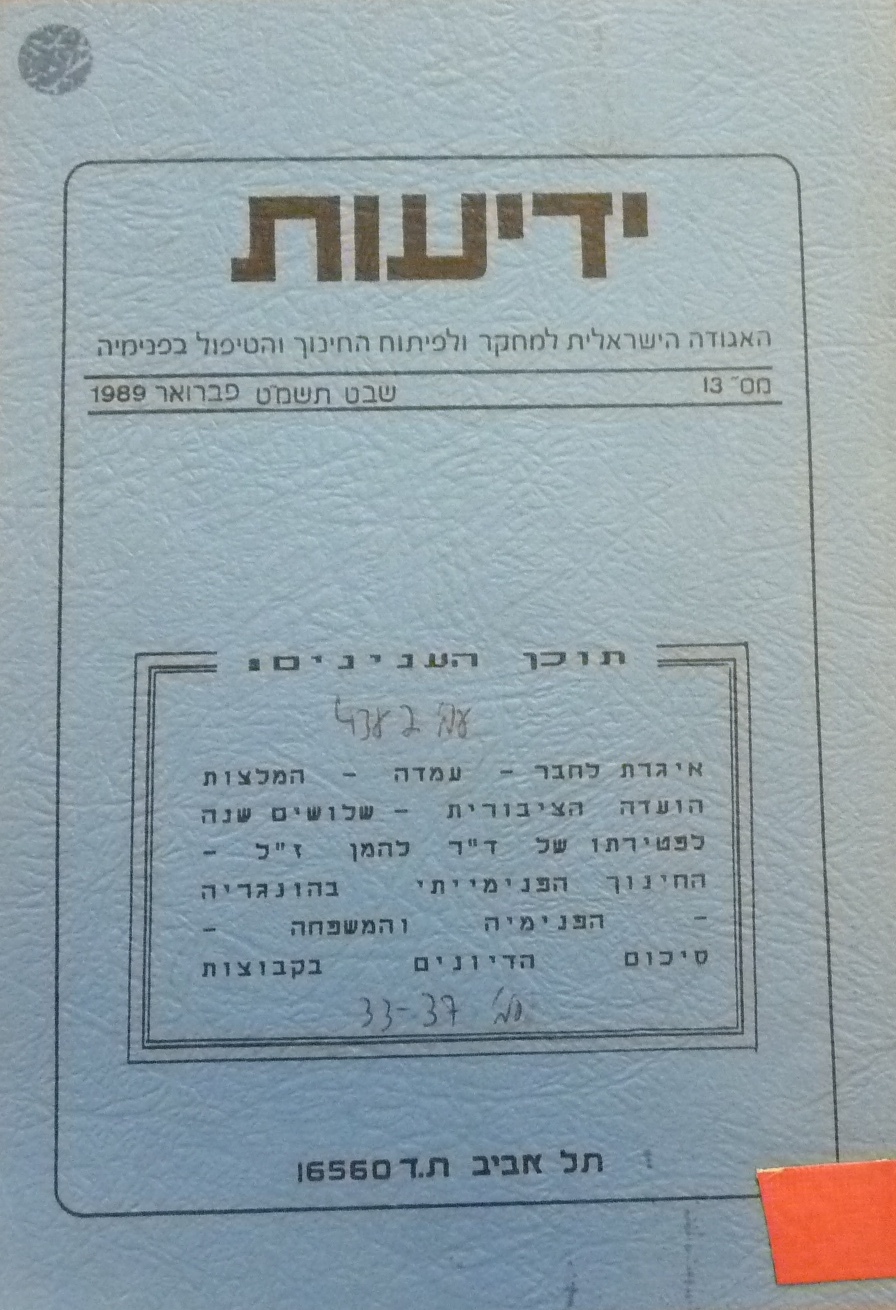 ידיעות
האגודה הישראלית למחקר ולפיתוח החינוך והטיפול בפנימיה
מס׳ 13 שבט תשמ״ט פברואר 1989
תוכן הענינים:
איגרת לחבר - עמדה - המלצות
הועדה הציבורית - שלושים שנה
לפטירתו של ד"ר להמן ז"ל -
החינוך הפנימייתי בהונגריה
- הפנימיה והמשפחה -
סיכום הדיונים בקבוצות
עמ' 33-37
תל אביב ת.ד 16560